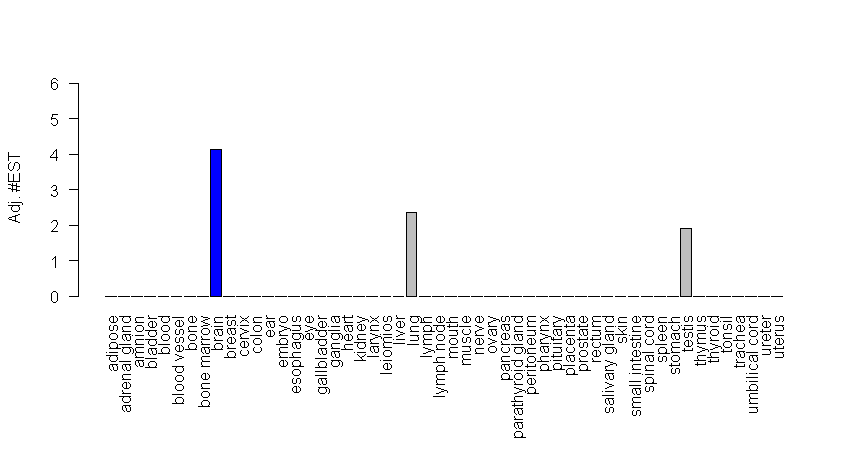 Adj. #EST
6
5
4
3
2
1
0
adipose
adrenal gland
amnion
bladder
blood
blood vessel
bone
bone marrow
brain
breast
cervix
colon
ear
embryo
esophagus
eye
gallbladder
ganglia
heart
kidney
larynx
leiomios
liver
lung
lymph
lymph node
mouth
muscle
nerve
ovary
pancreas
parathyroid gland
peritoneum
pharynx
pituitary
placenta
prostate
rectum
salivary gland
skin
small intestine
spinal cord
spleen
stomach
testis
thymus
thyroid
tonsil
trachea
umbilical cord
ureter
uterus